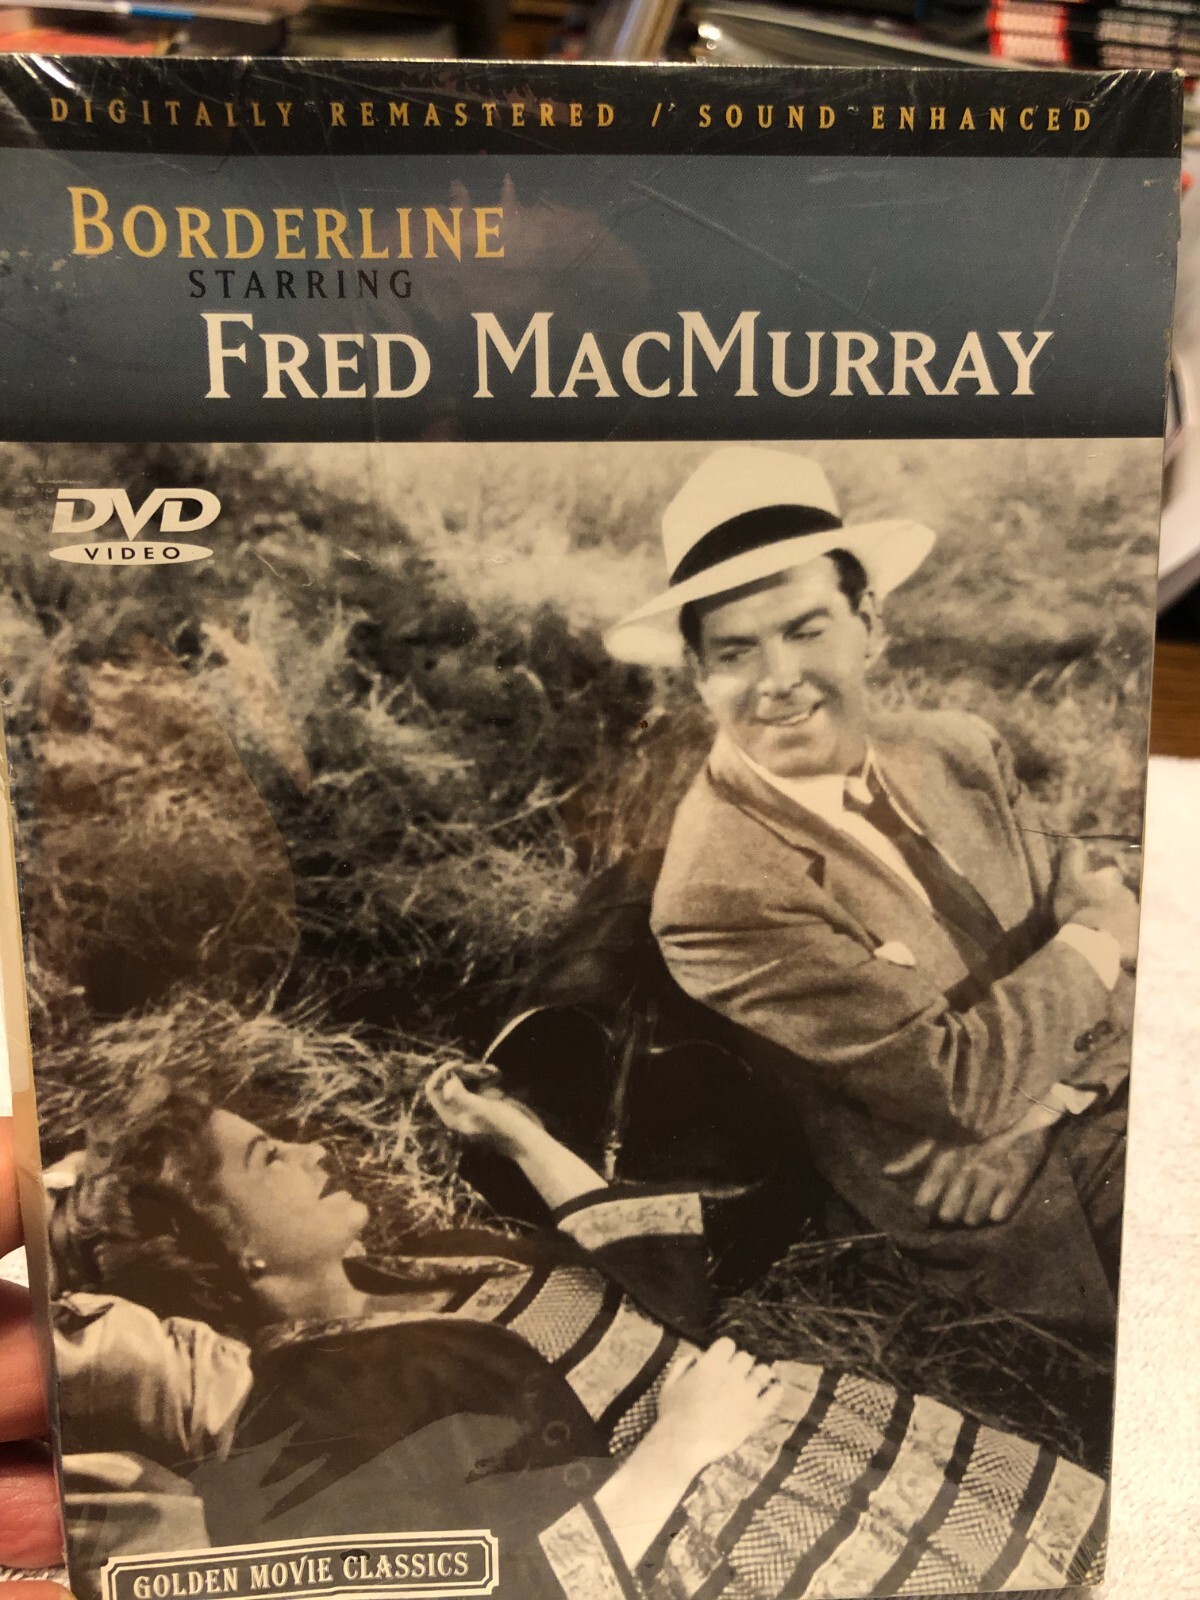 DIGITALLY REMASTERED / SOUND ENHANCED
BORDERLINE
STARRING
FRED MACMURRAY
DVD
VIDEO
GOLDEN MOVIE CLASSICS